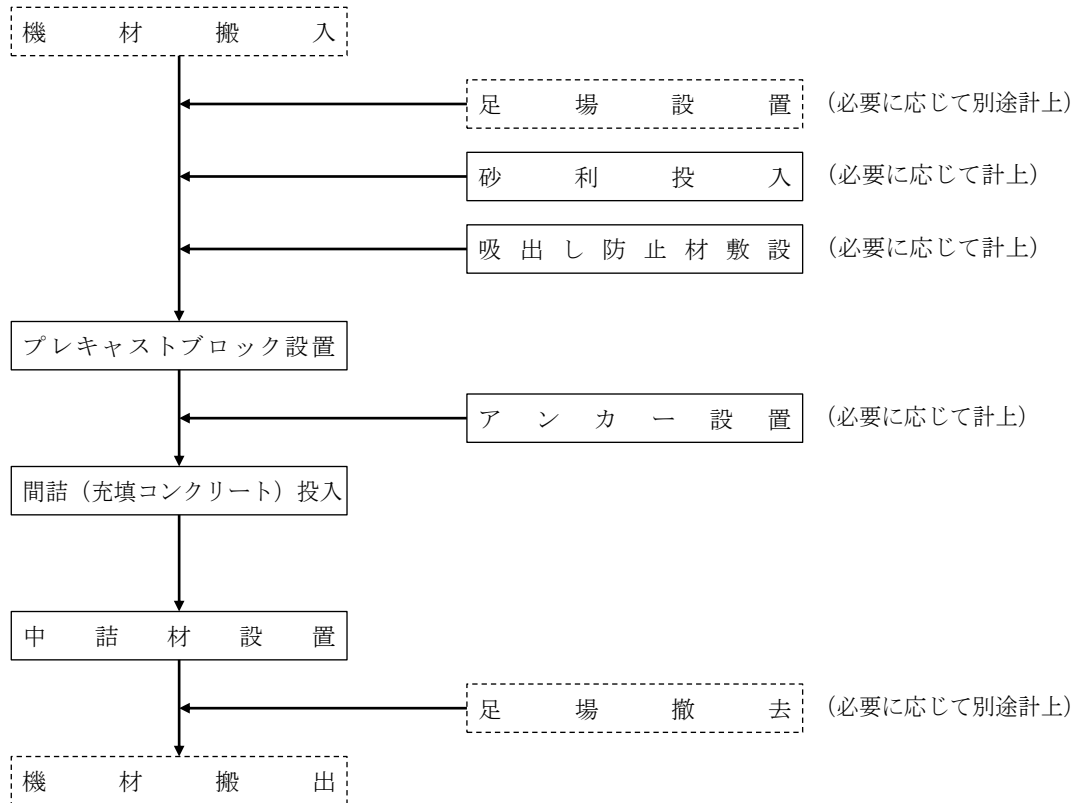 機材搬入
足場設置 (必要に応じて別途計上)
砂利投入 (必要に応じて計上)
吸出し防止材敷設 (必要に応じて計上)
プレキャストブロック設置
アンカー設置 (必要に応じて計上)
間詰（充填コンクリート）投入
中詰材設置
足場撤去 (必要に応じて別途計上)
機材搬出